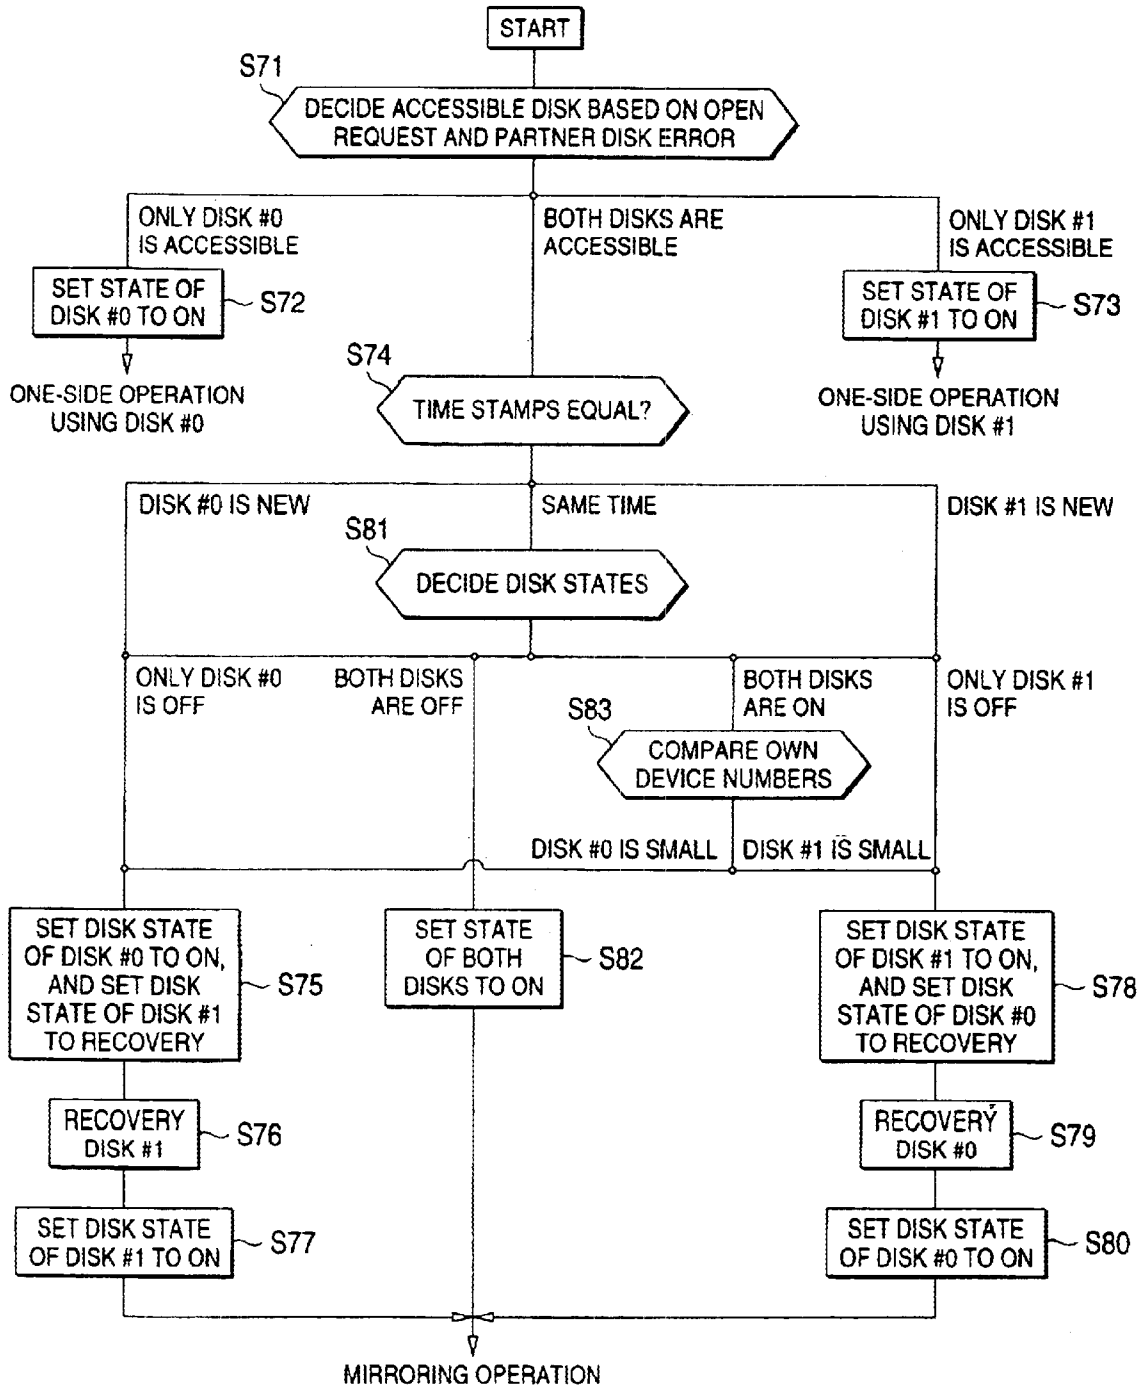 START
S71
DECIDE ACCESSIBLE DISK BASED ON OPEN
REQUEST AND PARTNER DISK ERROR
ONLY DISK #0
IS ACCESSIBLE
BOTH DISKS ARE
ACCESSIBLE
ONLY DISK #1
IS ACCESSIBLE
SET STATE OF
DISK #0 TO ON
S72
SET STATE OF
DISK #1 TO ON
S73
ONE-SIDE OPERATION
USING DISK #0
S74
TIME STAMPS EQUAL?
ONE-SIDE OPERATION
USING DISK #1
DISK #0 IS NEW
SAME TIME
DISK #1 IS NEW
S81
DECIDE DISK STATES
ONLY DISK #0
IS OFF
BOTH DISKS
ARE OFF
BOTH DISKS
ARE ON
ONLY DISK #1
IS OFF
S83
COMPARE OWN
DEVICE NUMBERS
DISK #0 IS SMALL
DISK #1 IS SMALL
SET DISK STATE
OF DISK #0 TO ON,
AND SET DISK
STATE OF DISK #1
TO RECOVERY
S75
SET STATE
OF BOTH
DISKS TO ON
S82
SET DISK STATE
OF DISK #1 TO ON,
AND SET DISK
STATE OF DISK #0
TO RECOVERY
S78
RECOVERY
DISK #1
S76
RECOVERY
DISK #0
S79
SET DISK STATE
OF DISK #1 TO ON
S77
SET DISK STATE
OF DISK #0 TO ON
S80
MIRRORING OPERATION